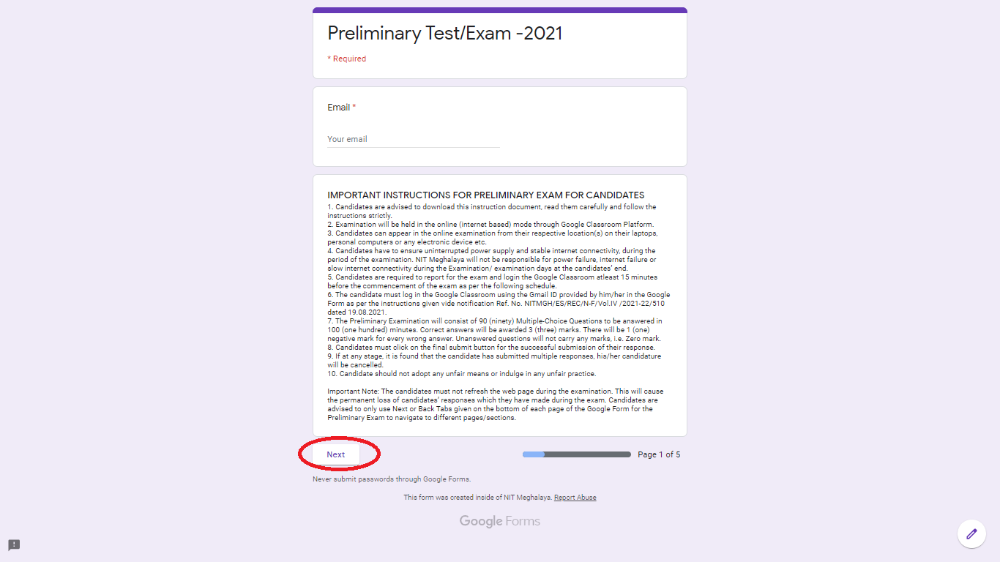 Preliminary Test/Exam -2021
* Required
Email *
Your email
IMPORTANT INSTRUCTIONS FOR PRELIMINARY EXAM FOR CANDIDATES
1. Candidates are advised to download this instruction document, read them carefully and follow the
instructions strictly.
2. Examination will be held in the online (internet based) mode through Google Classroom Platform.
3. Candidates can appear in the online examination from their respective location(s) on their laptops,
personal computers or any electronic device etc.
4. Candidates have to ensure uninterrupted power supply and stable internet connectivity, during the
period of the examination. NIT Meghalaya will not be responsible for power failure, internet failure or
slow internet connectivity during the Examination/ examination days at the candidates' end.
5. Candidates are required to report for the exam and login the Google Classroom atleast 15 minutes
before the commencement of the exam as per the following schedule.
6. The candidate must log in the Google Classroom using the Gmail ID provided by him/her in the Google
Form as per the instructions given vide notification Ref. No. NITMGH/ES/REC/N-F/Vol.IV /2021-22/510
dated 19.08.2021.
7. The Preliminary Examination will consist of 90 (ninety) Multiple-Choice Questions to be answered in
100 (one hundred) minutes. Correct answers will be awarded 3 (three) marks. There will be 1 (one)
negative mark for every wrong answer. Unanswered questions will not carry any marks, i.e. Zero mark.
8. Candidates must click on the final submit button for the successful submission of their response.
9. If at any stage, it is found that the candidate has submitted multiple responses, his/her candidature
will be cancelled.
10. Candidate should not adopt any unfair means or indulge in any unfair practice.
Important Note: The candidates must not refresh the web page during the examination. This will cause
the permanent loss of candidates' responses which they have made during the exam. Candidates are
advised to only use Next or Back Tabs given on the bottom of each page of the Google Form for the
Preliminary Exam to navigate to different pages/sections.
Next
Page 1 of 5
Never submit passwords through Google Forms.
This form was created inside of NIT Meghalaya. Report Abuse
Google Forms